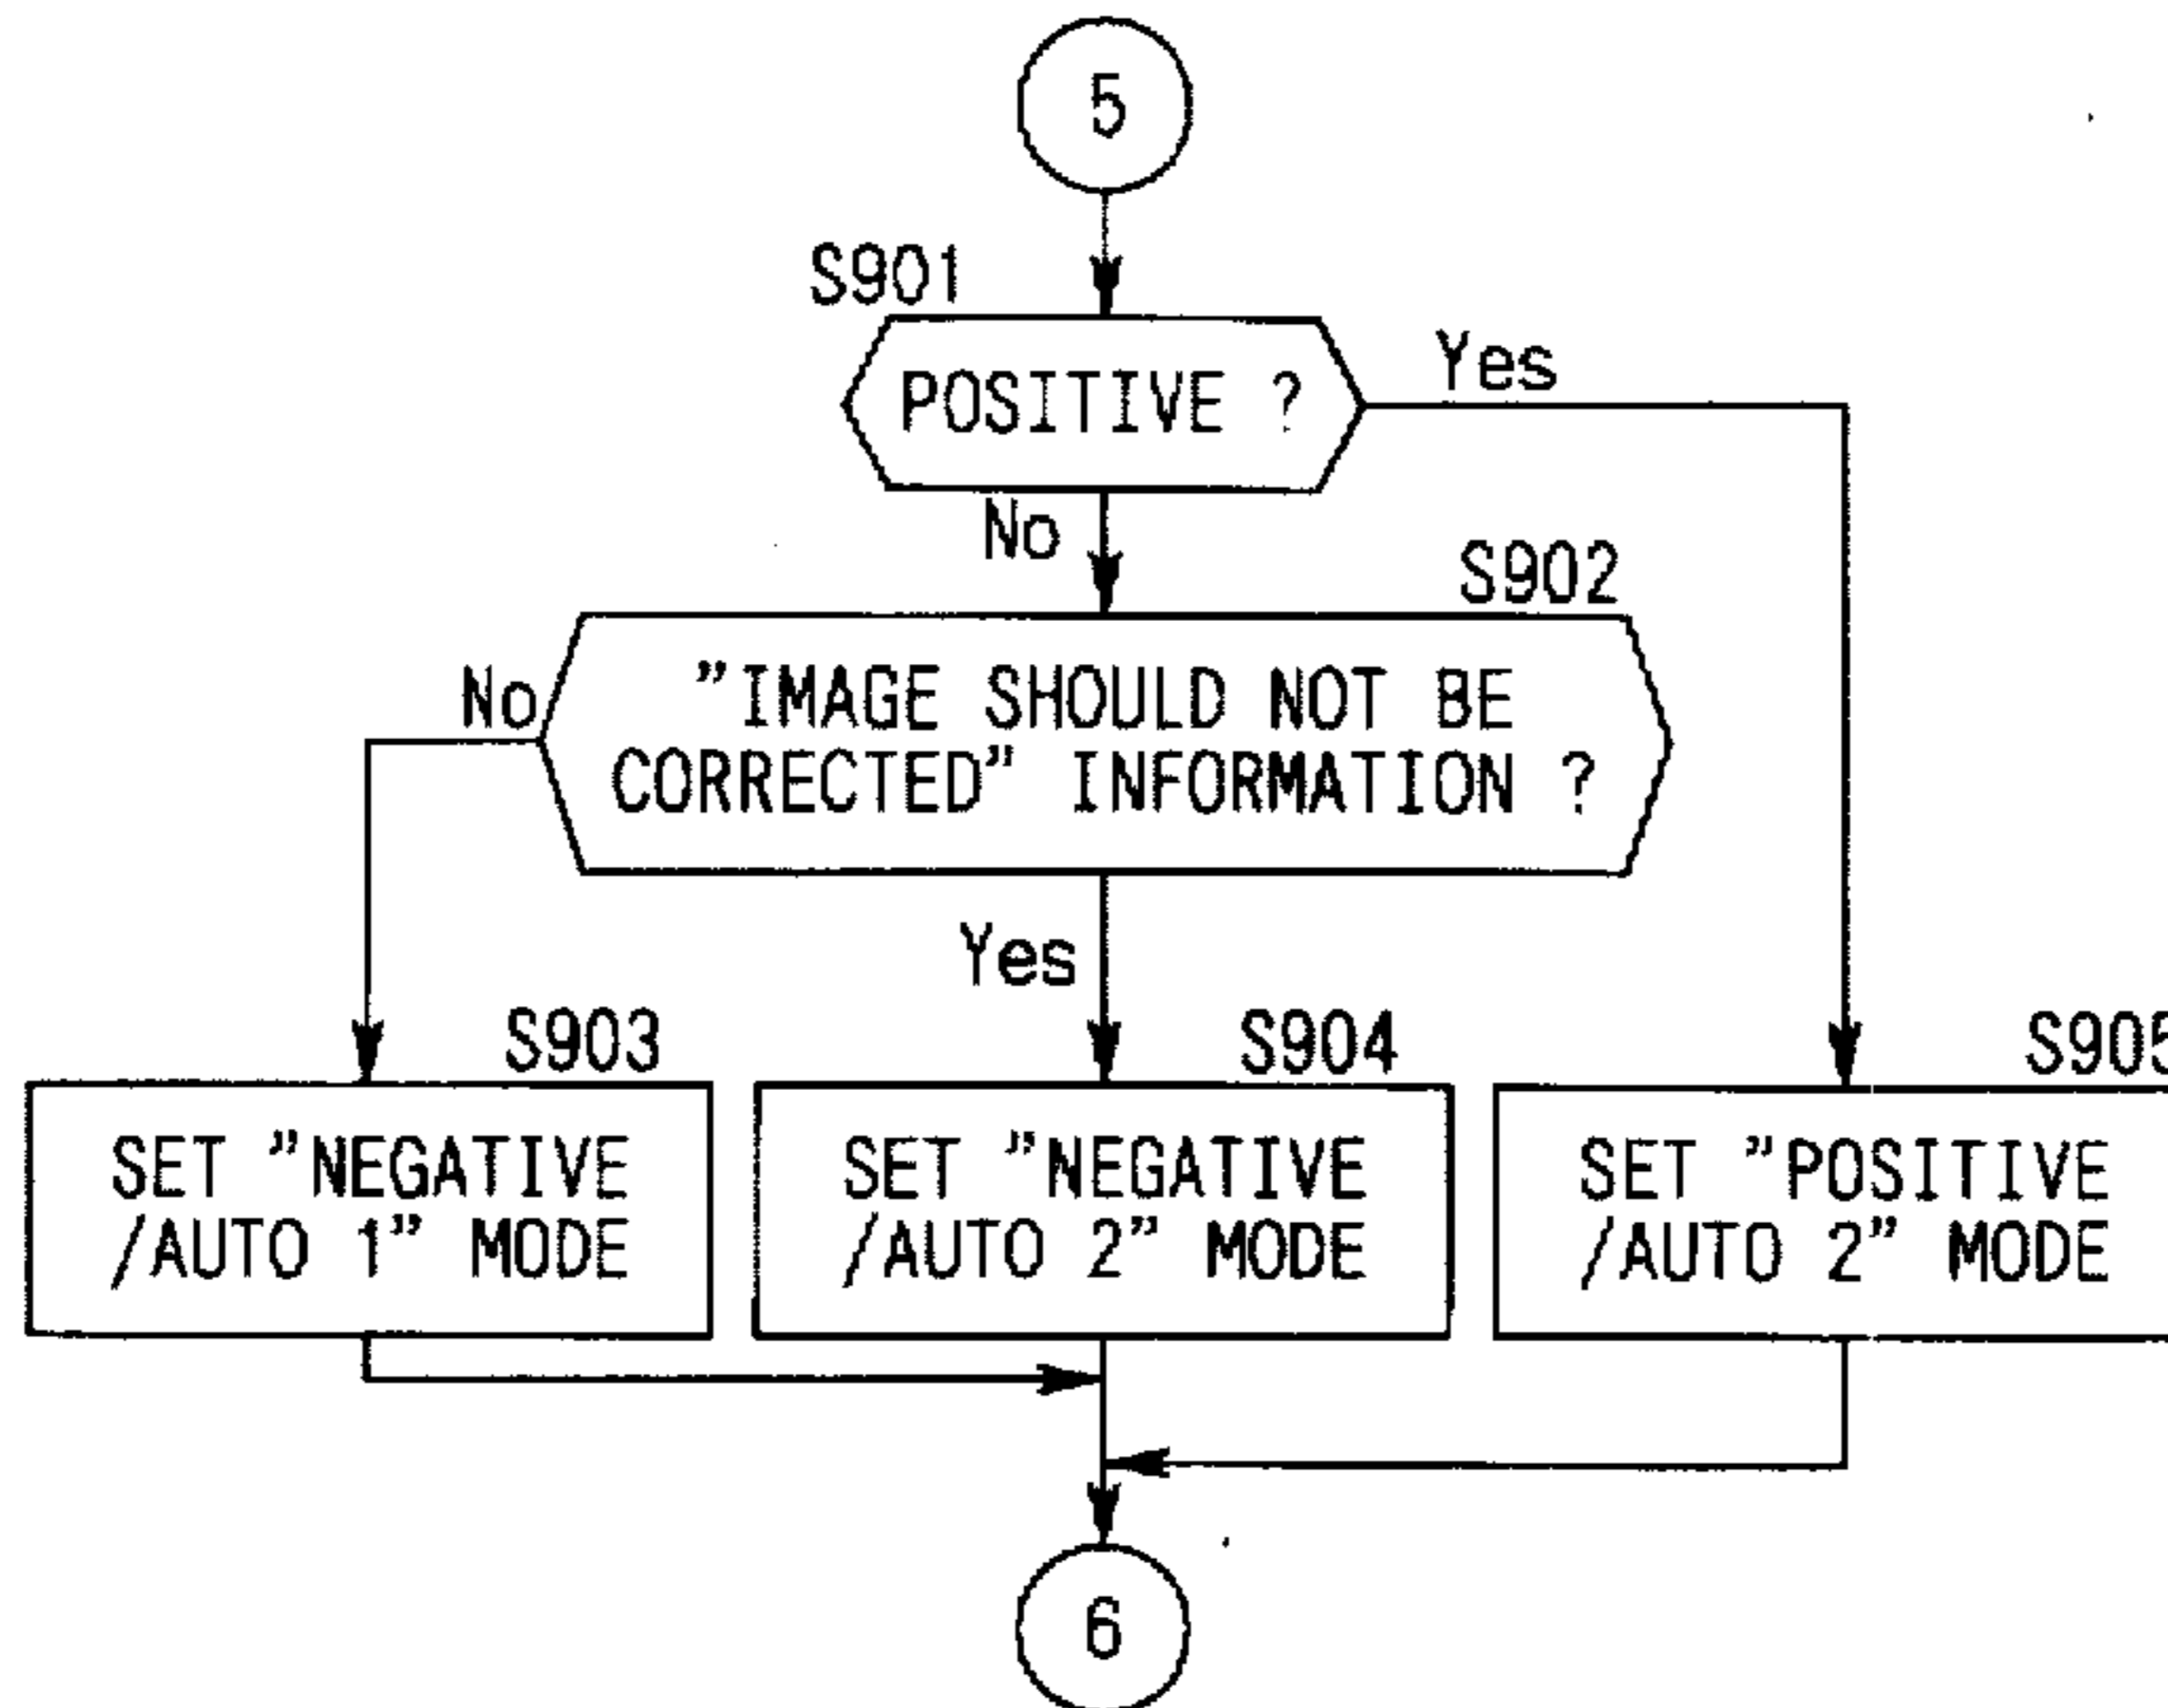 5
S901
POSITIVE ?
Yes
No
S902
"IMAGE SHOULD NOT BE
CORRECTED" INFORMATION ?
No
Yes
S903
SET "NEGATIVE
/AUTO 1" MODE
S904
SET "NEGATIVE
/AUTO 2" MODE
S905
SET "POSITIVE
/AUTO 2" MODE
6